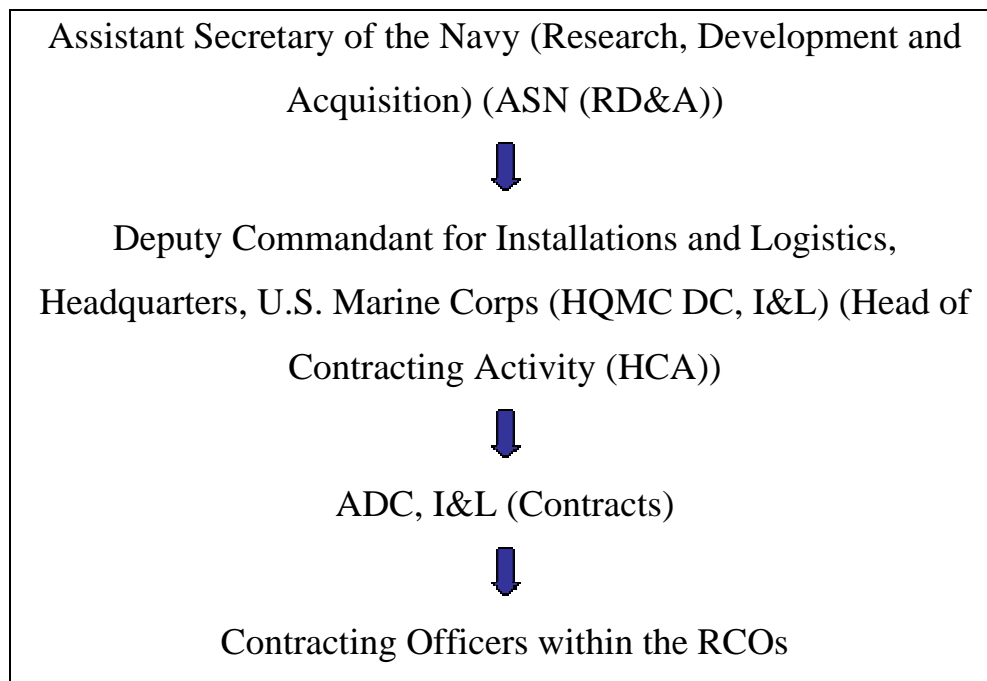 Assistant Secretary of the Navy (Research, Development and
Acquisition) (ASN (RD&A))
Deputy Commandant for Installations and Logistics,
Headquarters, U.S. Marine Corps (HQMC DC, I&L) (Head of
Contracting Activity (HCA))
ADC, I&L (Contracts)
Contracting Officers within the RCOs